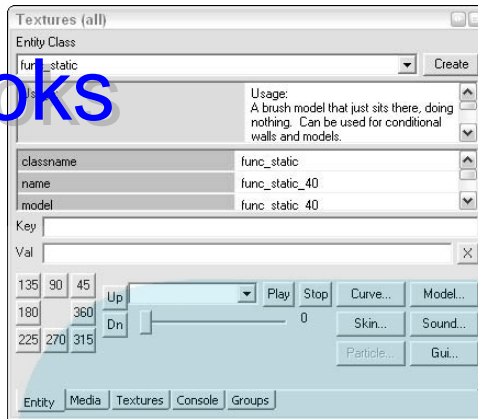 Textures (all)
Entity Class
func_static
Create
oks
Usage:
A brush model that just sits there, doing
nothing. Can be used for conditional
walls and models.
classname func_static
name func_static_40
model func_static_40
Key
Val
X
135 90 45
Up
Play Stop
Curve... Model...
180 360
Dn
0
Skin... Sound...
225 270 315
Particle... Gui...
Entity Media Textures Console Groups